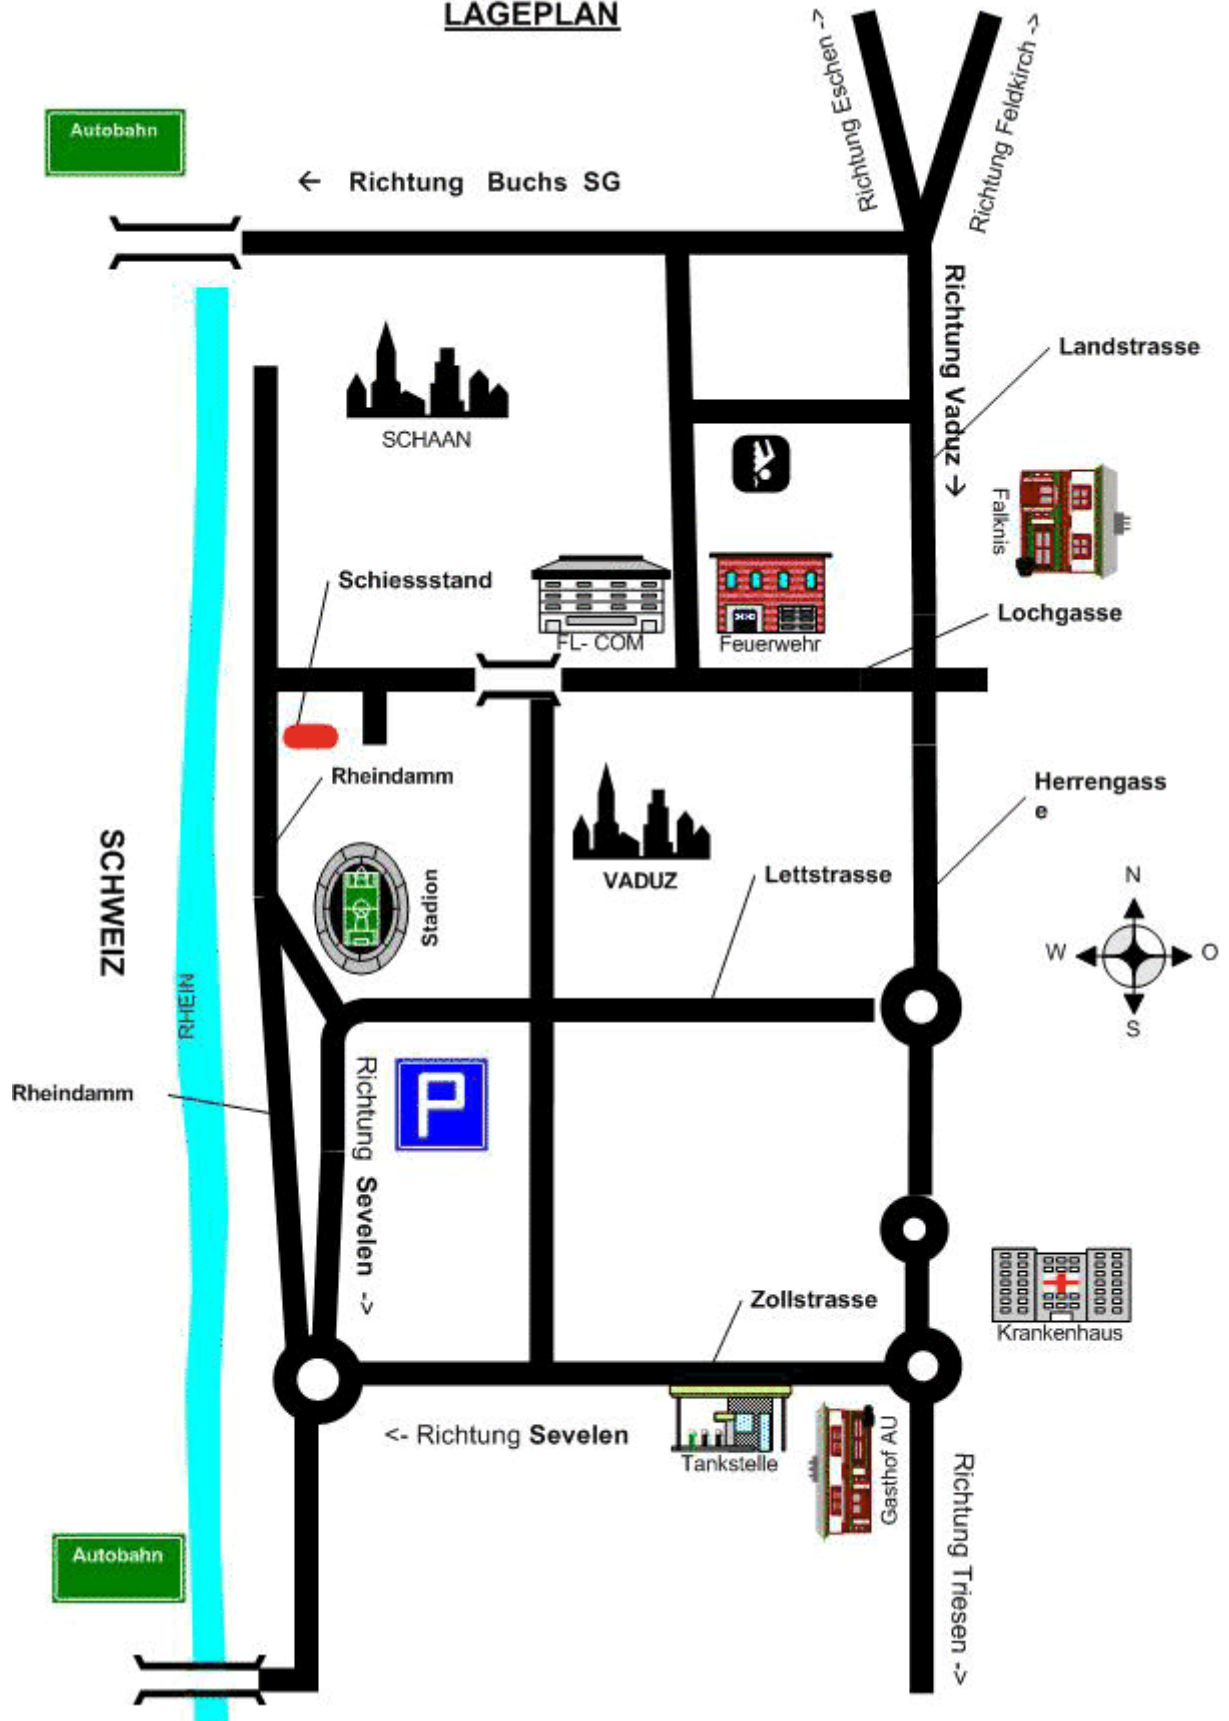 LAGEPLAN
Richtung Eschen ->
Richtung Feldkirch ->
Autobahn
← Richtung Buchs SG
Richtung Vaduz →
Landstrasse
SCHAAN
Falknis
Schiessstand
Lochgasse
FL- COM
Feuerwehr
Rheindamm
Herrengass
e
SCHWEIZ
VADUZ
Lettstrasse
Stadion
N
W
O
S
RHEIN
Rheindamm
Richtung Sevelen ->
P
Zollstrasse
Krankenhaus
<- Richtung Sevelen
Tankstelle
Gasthof AU
Richtung Triesen ->
Autobahn